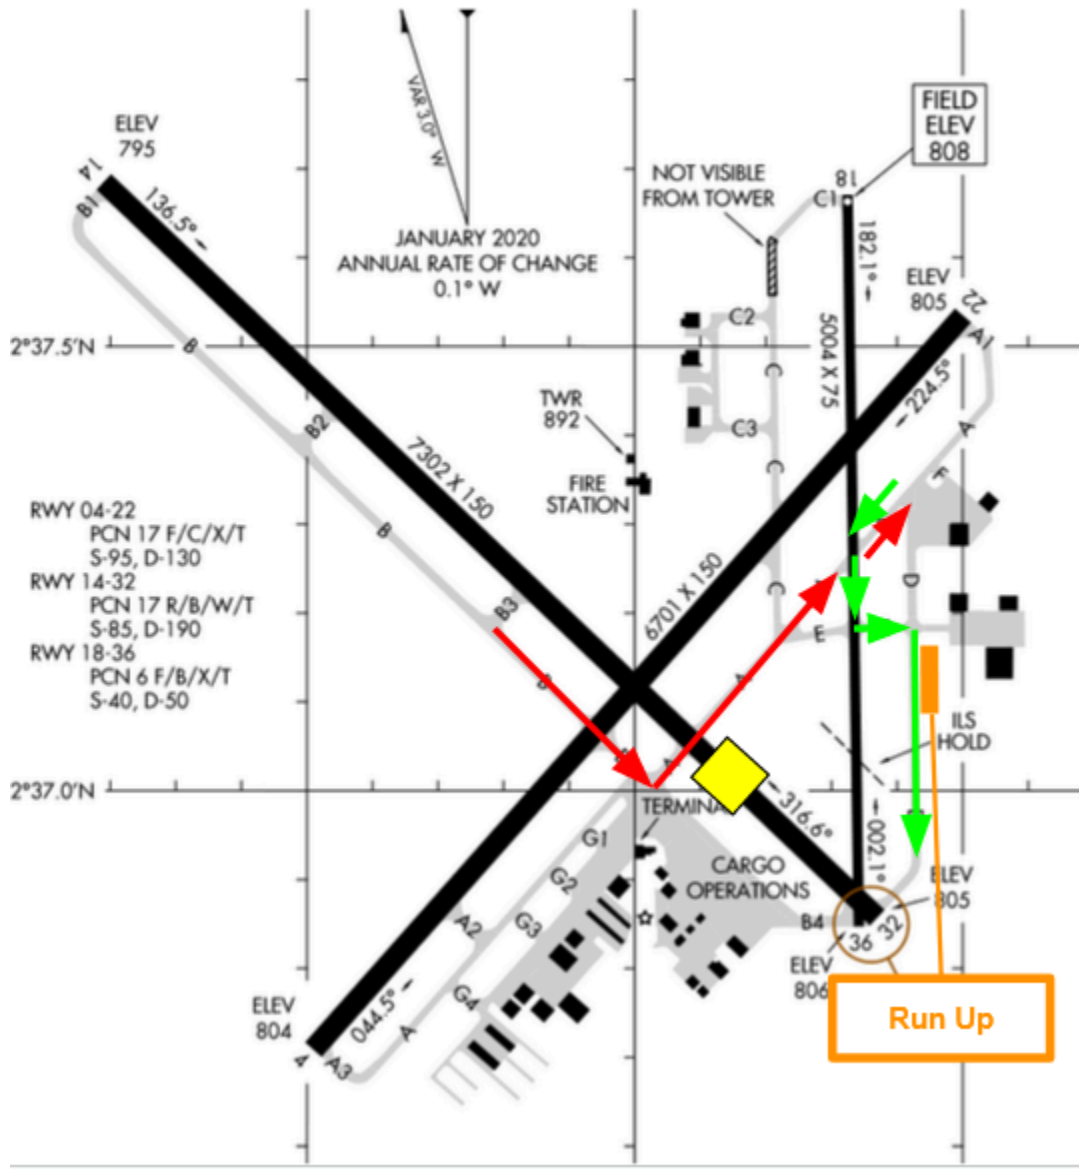 ELEV
795
14
B1
136.5°
VAR 3.0° W
JANUARY 2020
ANNUAL RATE OF CHANGE
0.1° W
FIELD
ELEV
808
NOT VISIBLE
FROM TOWER
18
C1
182.1°
ELEV
805
22
A1
2°37.5'N
B
C2
C
5004 X 75
224.5°
TWR
892
B2
C3
A
7302 X 150
C
F
FIRE
STATION
RWY 04-22
PCN 17 F/C/X/T
S-95, D-130
RWY 14-32
PCN 17 R/B/W/T
S-85, D-190
RWY 18-36
PCN 6 F/B/X/T
S-40, D-50
B
6701 X 150
C
D
B3
E
B
A
ILS
HOLD
2°37.0'N
A
TERMINA
316.6°
002.1°
G1
CARGO
OPERATIONS
G2
ELEV
805
A2
G3
B4
36
32
ELEV
806
G4
ELEV
804
044.5°
A
4
A3
Run Up